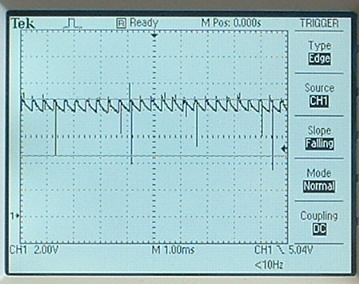 Tek R Ready M Pos: 0.000s TRIGGER
Type
Edge
Source
CH1
Slope
Falling
Mode
Normal
Coupling
DC
1
CH1 2.00V M 1.00ms CH1 5.04V
<10Hz